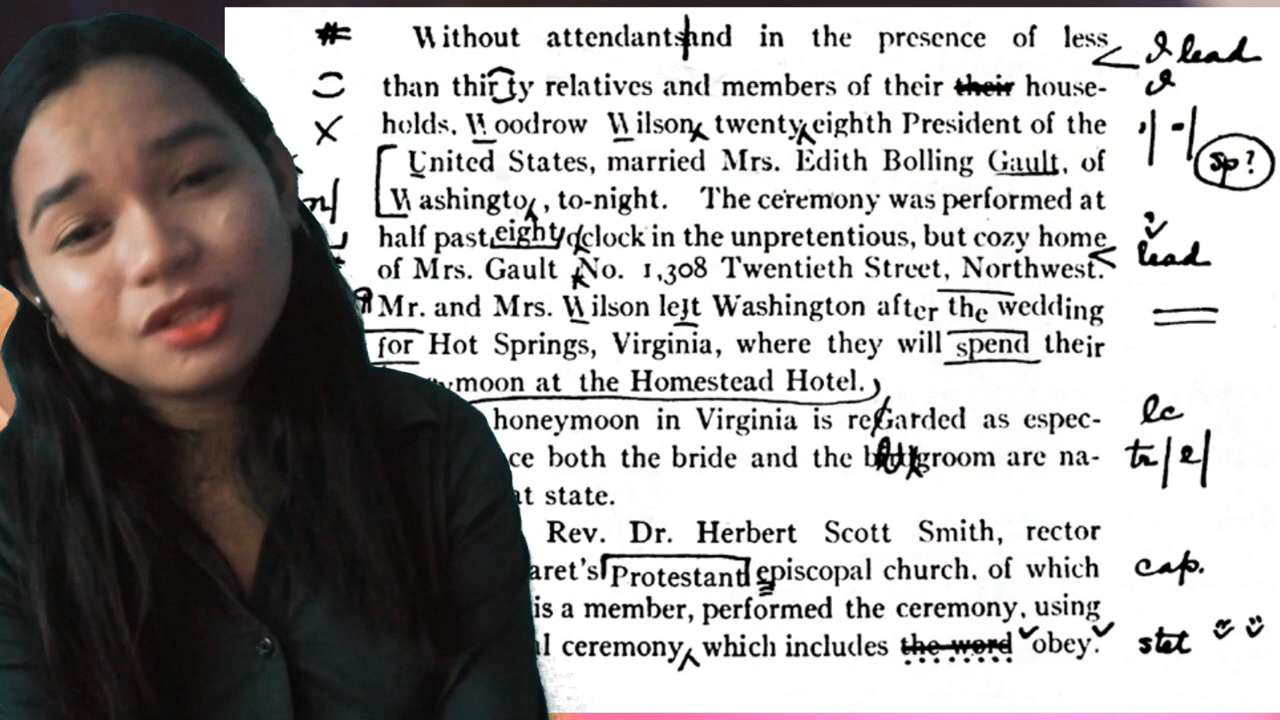 # Without attendants and in the presence of less I lead
than thirty relatives and members of their their house-
holds. Woodrow Wilson twenty eighth President of the ,| -|
United States, married Mrs. Edith Bolling Gault, of sp?
Washingto , to-night. The ceremony was performed at
half past eight o'clock in the unpretentious, but cozy home
of Mrs. Gault No. 1,308 Twentieth Street, Northwest. lead
Mr. and Mrs. Wilson left Washington after the wedding
for Hot Springs, Virginia, where they will spend their
moon at the Homestead Hotel.
honeymoon in Virginia is reGarded as espec- lc
ce both the bride and the groom are na- tr| e|
at state.
Rev. Dr. Herbert Scott Smith, rector
aret's Protestant episcopal church. of which cap.
is a member, performed the ceremony, using
l ceremony which includes the word obey. stet